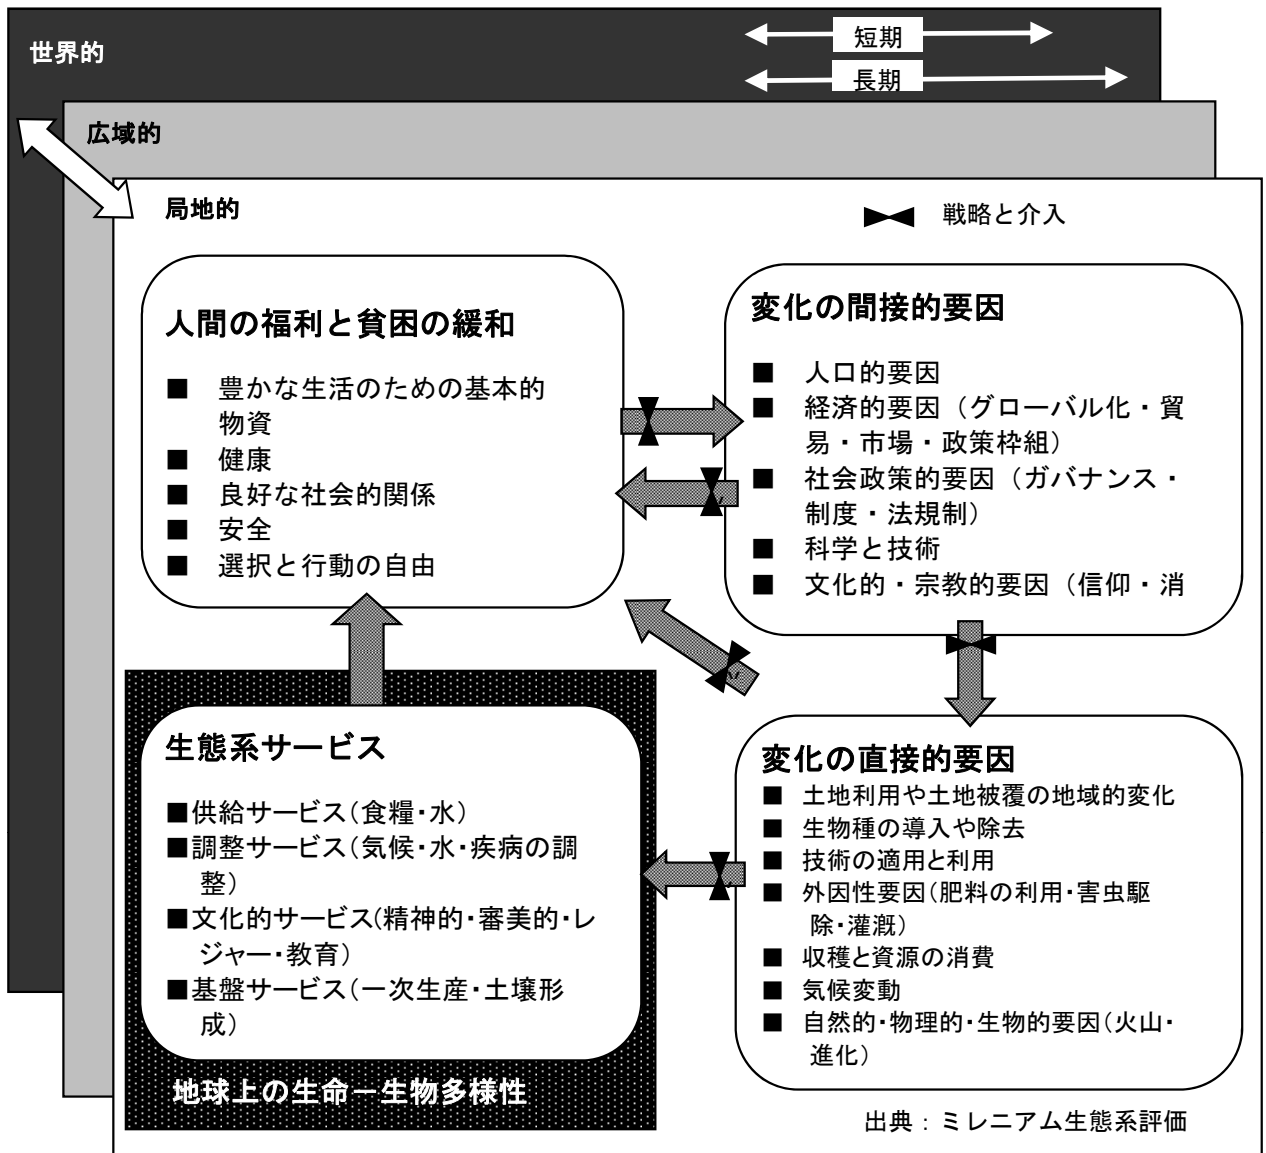 世界的
短期
長期
広域的
局地的
戦略と介入
人間の福利と貧困の緩和
■ 豊かな生活のための基本的
物資
■ 健康
■ 良好な社会的関係
■ 安全
■ 選択と行動の自由
変化の間接的要因
■ 人口的要因
■ 経済的要因（グローバル化・貿
易・市場・政策枠組）
■ 社会政策的要因（ガバナンス・
制度・法規制）
■ 科学と技術
■ 文化的・宗教的要因（信仰・消
生態系サービス
■供給サービス（食糧・水）
■調整サービス（気候・水・疾病の調
整）
■文化的サービス（精神的・審美的・レ
ジャー・教育）
■基盤サービス（一次生産・土壌形
成）
地球上の生命－生物多様性
変化の直接的要因
■ 土地利用や土地被覆の地域的変化
■ 生物種の導入や除去
■ 技術の適用と利用
■ 外因性要因（肥料の利用・害虫駆
除・灌漑）
■ 収穫と資源の消費
■ 気候変動
■ 自然的・物理的・生物的要因（火山・
進化）
出典：ミレニアム生態系評価